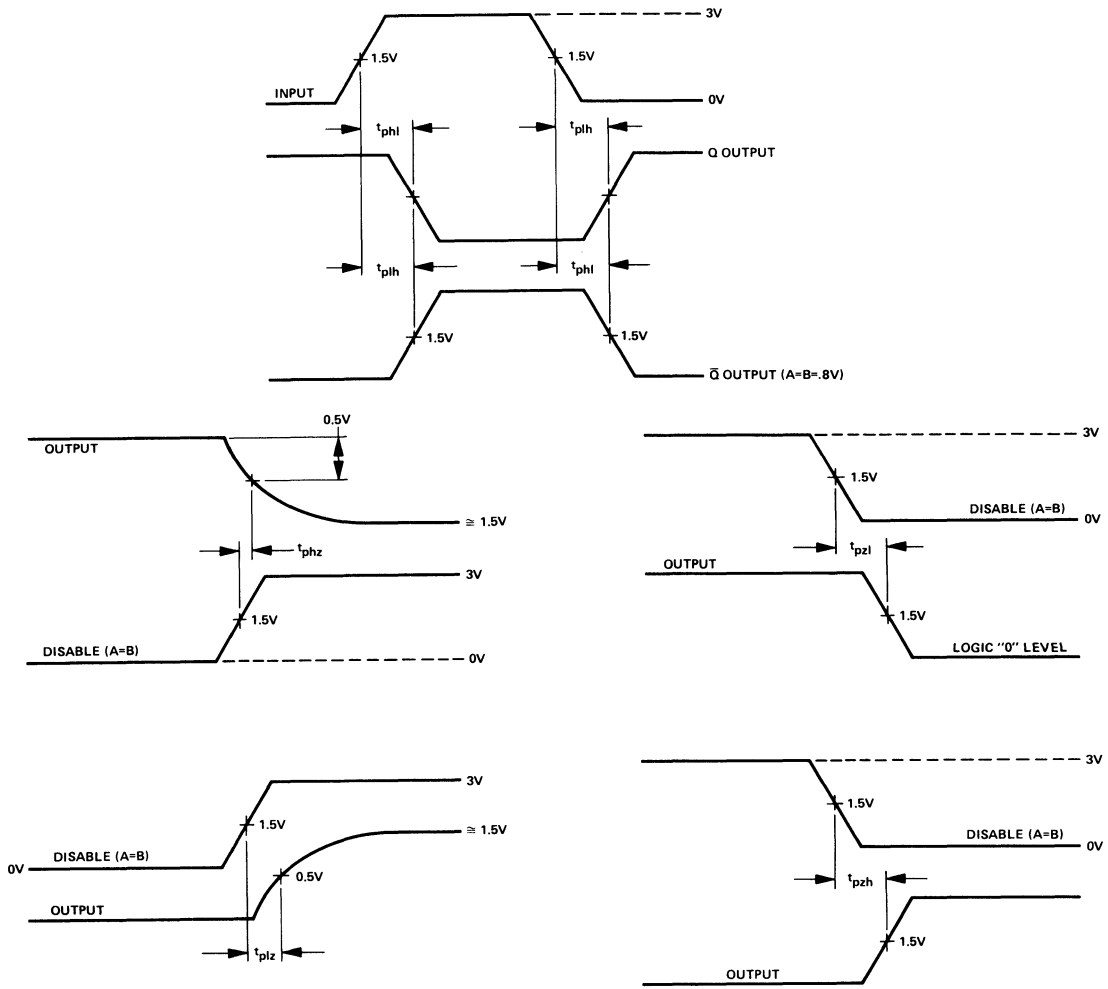 3V
1.5V
1.5V
INPUT
0V
tphl
tplh
Q OUTPUT
tplh
tphl
1.5V
1.5V
Q̅ OUTPUT (A=B=.8V)
0.5V
OUTPUT
≅ 1.5V
tphz
3V
1.5V
DISABLE (A=B)
0V
3V
1.5V
DISABLE (A=B)
0V
tpzl
OUTPUT
1.5V
LOGIC "0" LEVEL
3V
1.5V
≅ 1.5V
DISABLE (A=B)
0V
0.5V
OUTPUT
tplz
3V
1.5V
DISABLE (A=B)
0V
tpzh
1.5V
OUTPUT